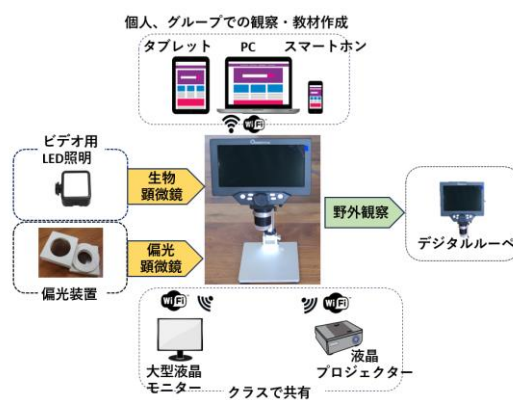 個人、グループでの観察・教材作成
タブレット PC スマートホン
WiFi
ビデオ用
LED照明
生物
顕微鏡
野外観察
デジタルルーペ
偏光
顕微鏡
偏光装置
WiFi
WiFi
大型液晶
モニター
液晶
プロジェクター
クラスで共有